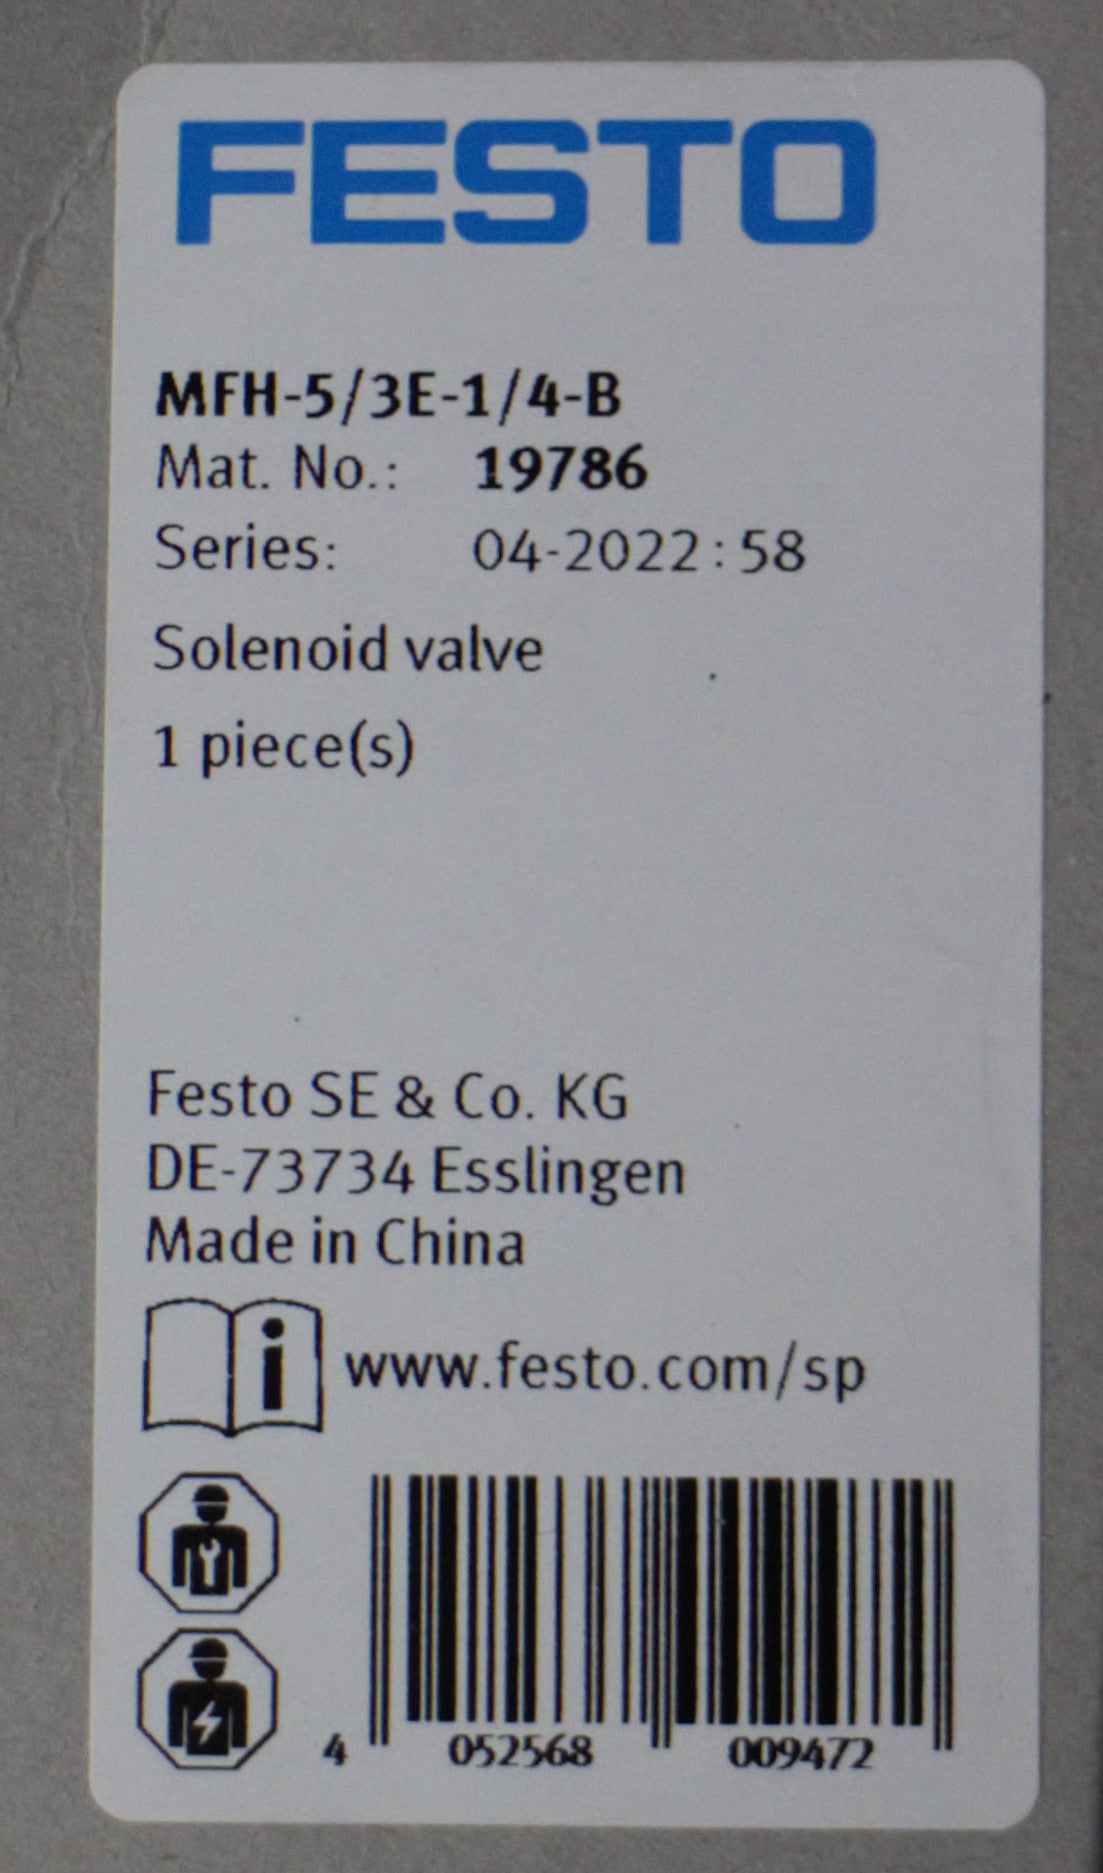 FESTO
MFH-5/3E-1/4-B
Mat. No.: 19786
Series: 04-2022:58
Solenoid valve
1 piece(s)
Festo SE & Co. KG
DE-73734 Esslingen
Made in China
i www.festo.com/sp
4 052568 009472